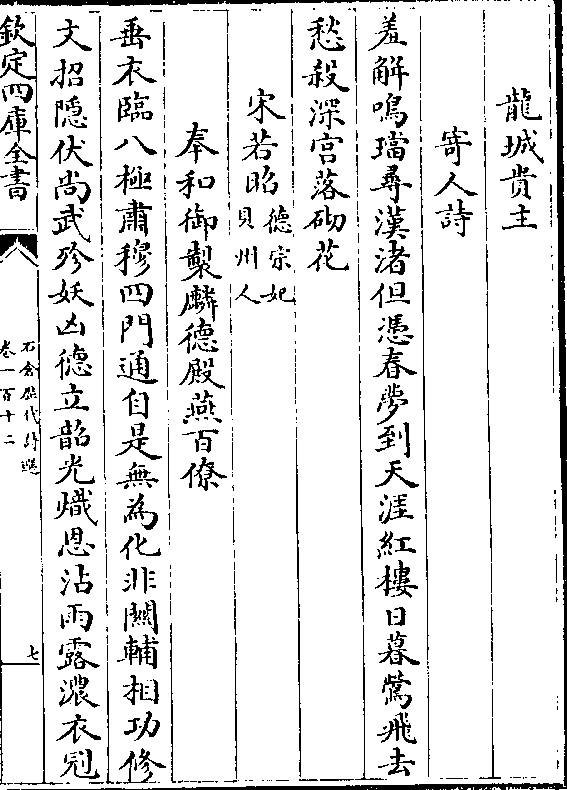 龍城貴主
寄人詩
羞解鳴璫尋漢渚但憑春夢到天涯紅樓日暮鶯飛去
愁殺深宫落砌花
宋若昭 德宗妃
貝州人
奉和御製麟德殿燕百僚
垂衣臨八極肅穆四門通自是無為化非闗輔相功修
文招隱伏尚武殄妖凶德立韶光熾恩沾雨露濃衣冠
欽定四庫全書
石倉歷代詩選
卷一百十二
七